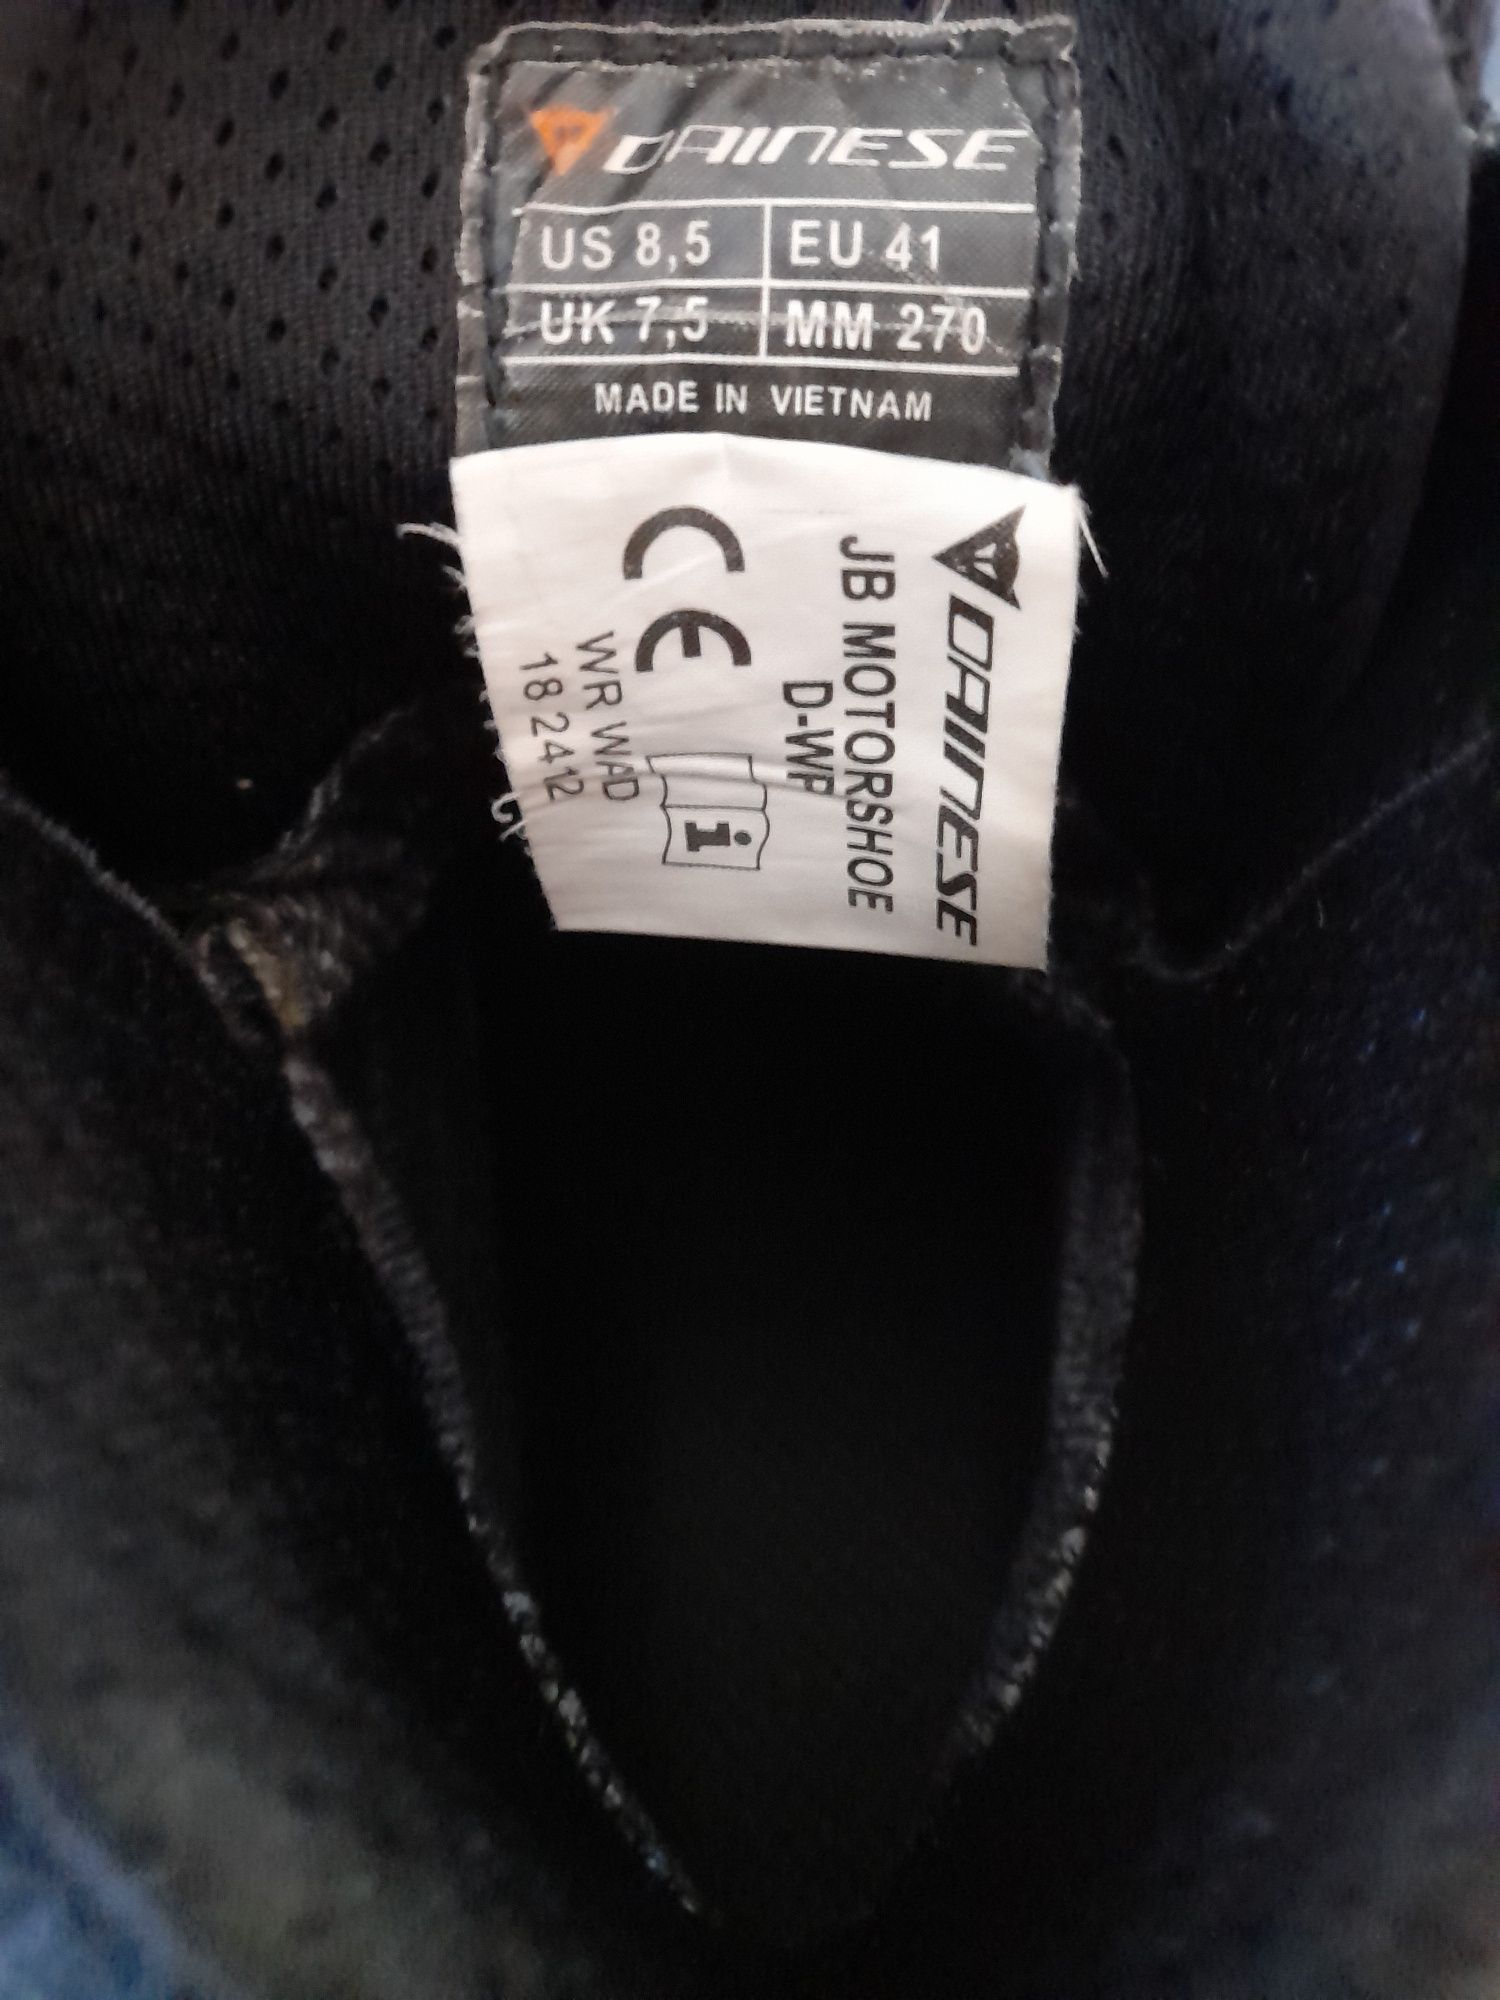 DAINESE
US 8,5 EU 41
UK 7,5 MM 270
MADE IN VIETNAM
DAINESE
JB MOTORSHOE
D-WP
CE
i
WR WAD
18 2412